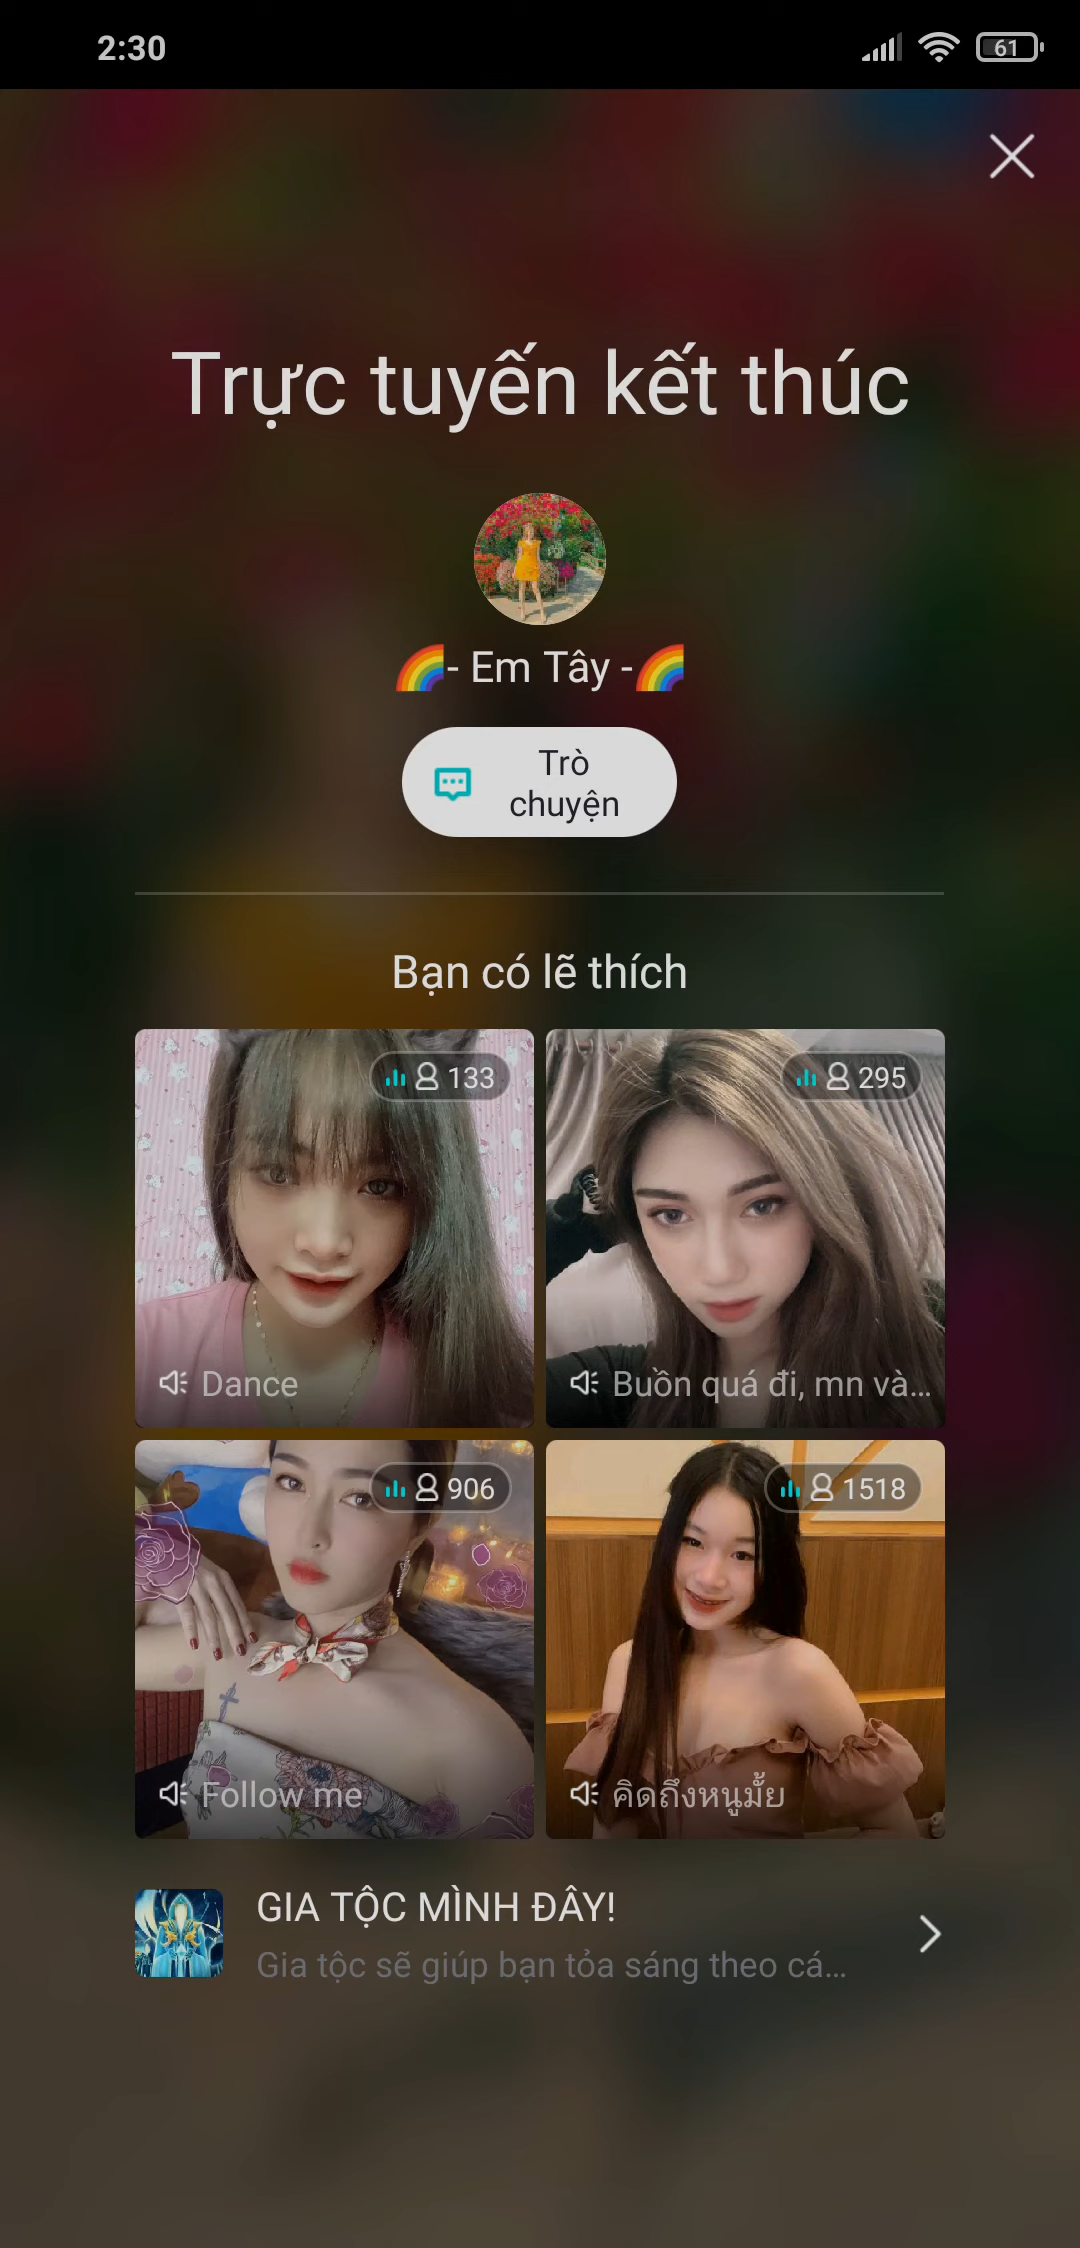 2:30
61
Trực tuyến kết thúc
🌈- Em Tây -🌈
Trò
chuyện
Bạn có lẽ thích
133
295
Dance
Buồn quá đi, mn và...
906
1518
Follow me
คิดถึงหนูมั้ย
GIA TỘC MÌNH ĐÂY!
Gia tộc sẽ giúp bạn tỏa sáng theo cá...